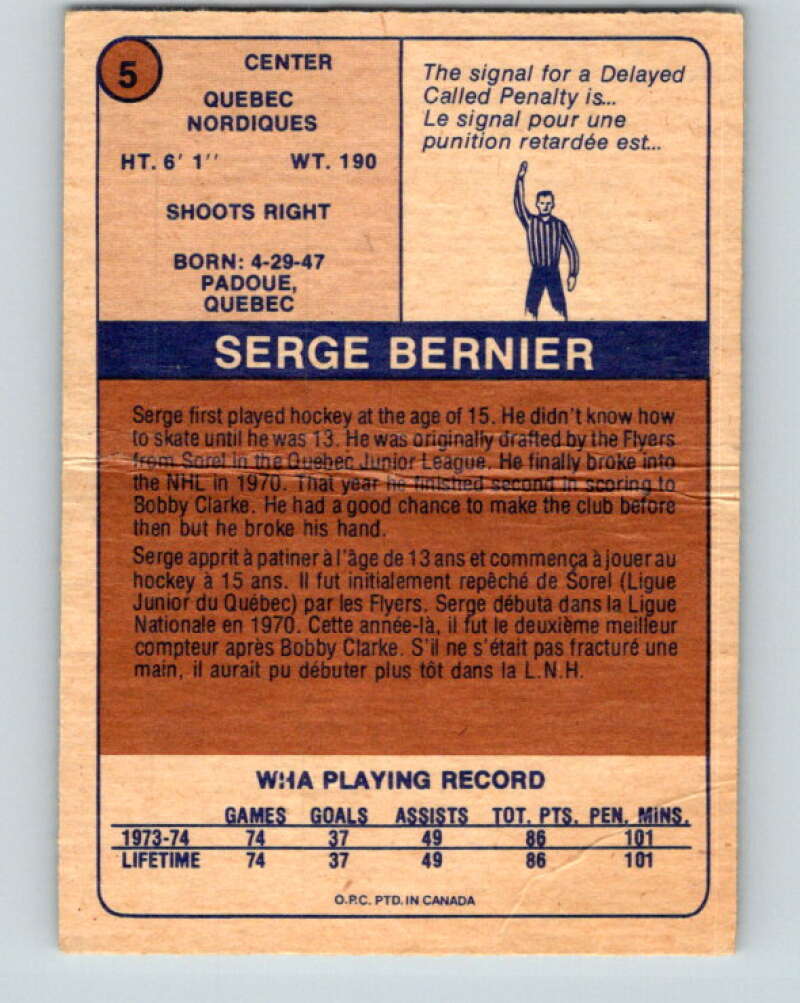 5
CENTER
QUEBEC
NORDIQUES
HT. 6' 1'' WT. 190
SHOOTS RIGHT
BORN: 4-29-47
PADOUE,
QUEBEC
The signal for a Delayed
Called Penalty is...
Le signal pour une
punition retardée est...
SERGE BERNIER
Serge first played hockey at the age of 15. He didn't know how
to skate until he was 13. He was originally drafted by the Flyers
from Sorel in the Quebec Junior League. He finally broke into
the NHL in 1970. That year he finished second in scoring to
Bobby Clarke. He had a good chance to make the club before
then but he broke his hand.
Serge apprit à patiner à l'âge de 13 ans et commença à jouer au
hockey à 15 ans. Il fut initialement repêché de Sorel (Ligue
Junior du Québec) par les Flyers. Serge débuta dans la Ligue
Nationale en 1970. Cette année-là, il fut le deuxième meilleur
compteur après Bobby Clarke. S'il ne s'était pas fracturé une
main, il aurait pu débuter plus tôt dans la L.N.H.
WHA PLAYING RECORD
GAMES GOALS ASSISTS TOT. PTS. PEN. MINS.
1973-74 74 37 49 86 101
LIFETIME 74 37 49 86 101
O.P.C. PTD. IN CANADA